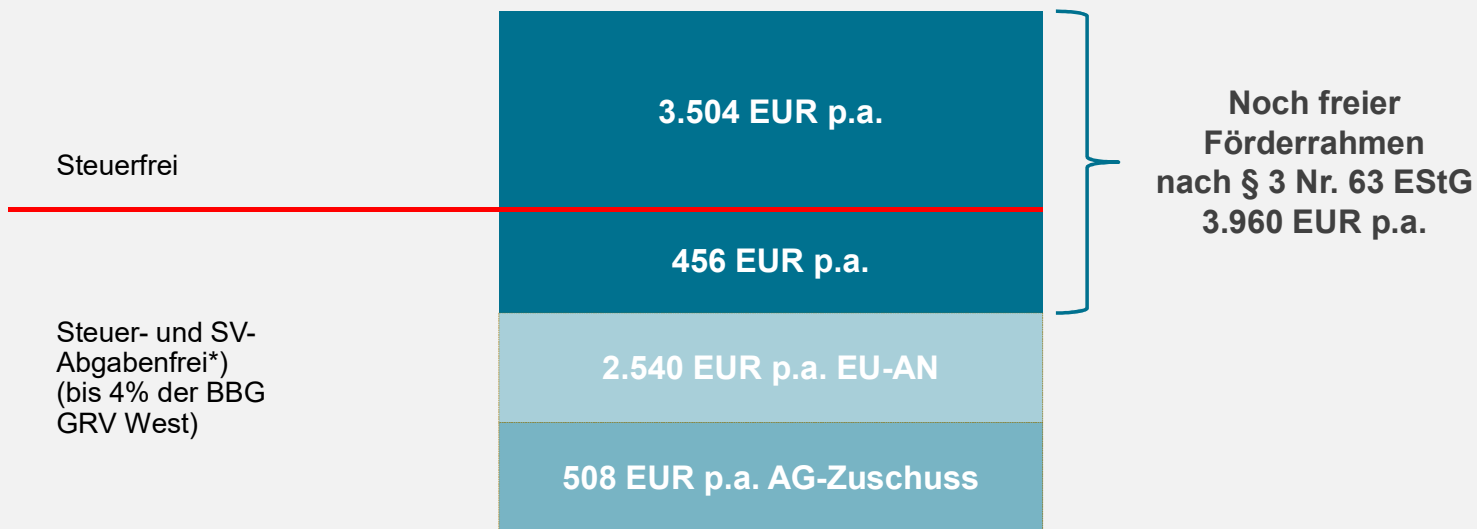 3.504 EUR p.a.
Steuerfrei
Noch freier
Förderrahmen
nach § 3 Nr. 63 EStG
3.960 EUR p.a.
456 EUR p.a.
Steuer- und SV-
Abgabenfrei*)
(bis 4% der BBG
GRV West)
2.540 EUR p.a. EU-AN
508 EUR p.a. AG-Zuschuss